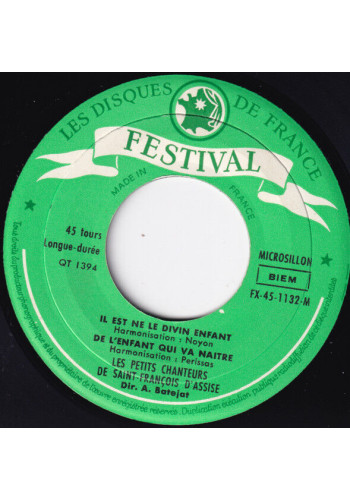 LES DISQUES DE FRANCE
FESTIVAL
MADE IN FRANCE
45 tours
Longue-durée
QT 1394
MICROSILLON
BIEM
FX-45-1132-M
IL EST NE LE DIVIN ENFANT
Harmonisation : Noyon
DE L'ENFANT QUI VA NAITRE
Harmonisation : Perissas
LES PETITS CHANTEURS
DE SAINT-FRANÇOIS D'ASSISE
Dir. A. Batejat